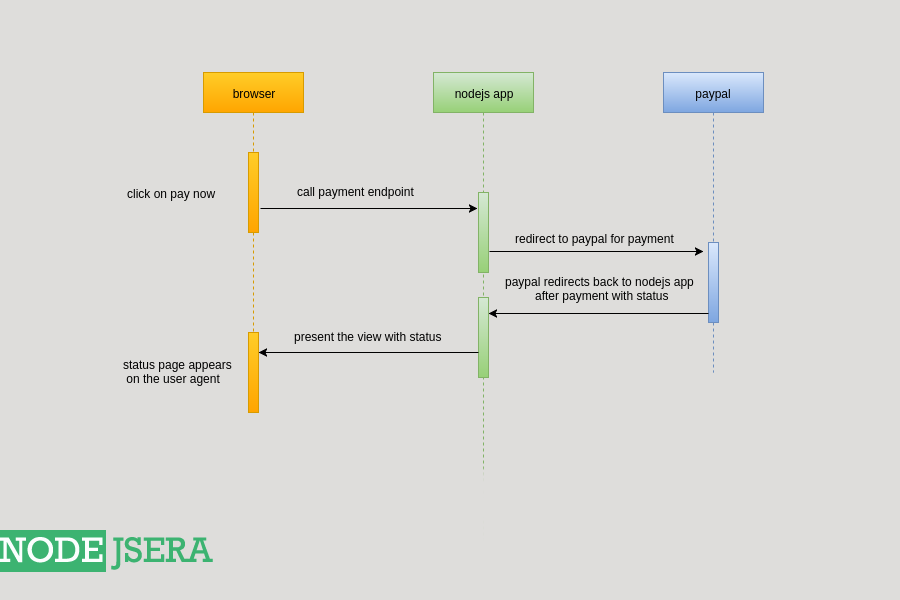 browser
nodejs app
paypal
click on pay now
call payment endpoint
redirect to paypal for payment
paypal redirects back to nodejs app
after payment with status
present the view with status
status page appears
on the user agent
NODE JSERA